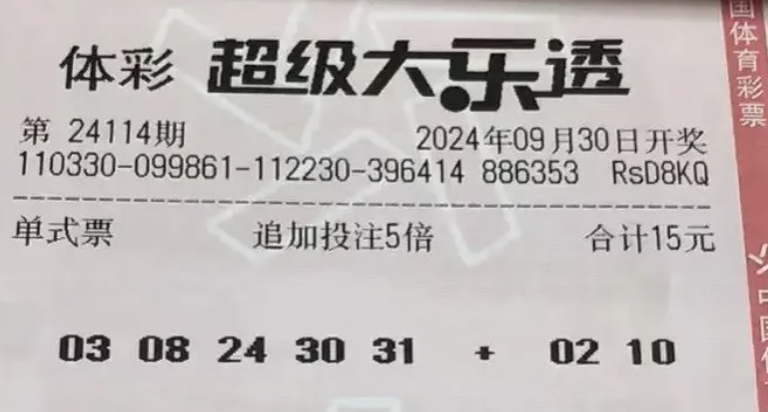 体彩 超级大乐透
第 24114期 2024年09月30日开奖
110330-099861-112230-396414 886353 RsD8KQ
单式票 追加投注5倍 合计15元
03 08 24 30 31 + 02 10
国体育彩票
中国体